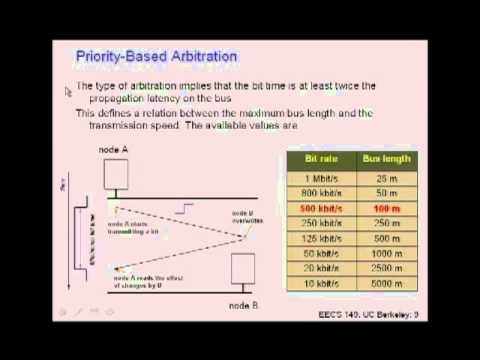 Priority-Based Arbitration
The type of arbitration implies that the bit time is at least twice the
propagation latency on the bus
This defines a relation between the maximum bus length and the
transmission speed. The available values are
node A
node A starts
transmitting a bit
node B
overwrites
node A reads the effect
of changes by B
node B
Bit rate Bus length
1 Mbit/s 25 m
800 kbit/s 50 m
500 kbit/s 100 m
250 kbit/s 250 m
125 kbit/s 500 m
50 kbit/s 1000 m
20 kbit/s 2500 m
10 kbit/s 5000 m
EECS 149, UC Berkeley: 9